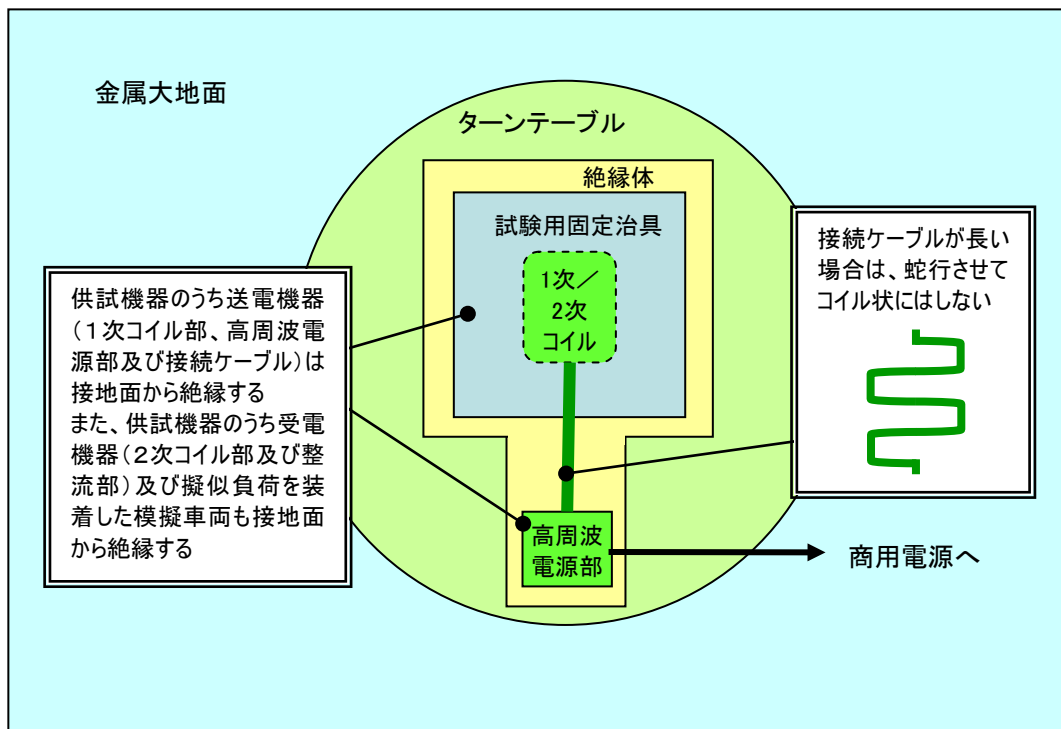 金属大地面
ターンテーブル
絶縁体
試験用固定治具
1次／
2次
コイル
接続ケーブルが長い
場合は、蛇行させて
コイル状にはしない
供試機器のうち送電機器
（１次コイル部、高周波電
源部及び接続ケーブル）は
接地面から絶縁する
また、供試機器のうち受電
機器（２次コイル部及び整
流部）及び擬似負荷を装
着した模擬車両も接地面
から絶縁する
高周波
電源部
商用電源へ